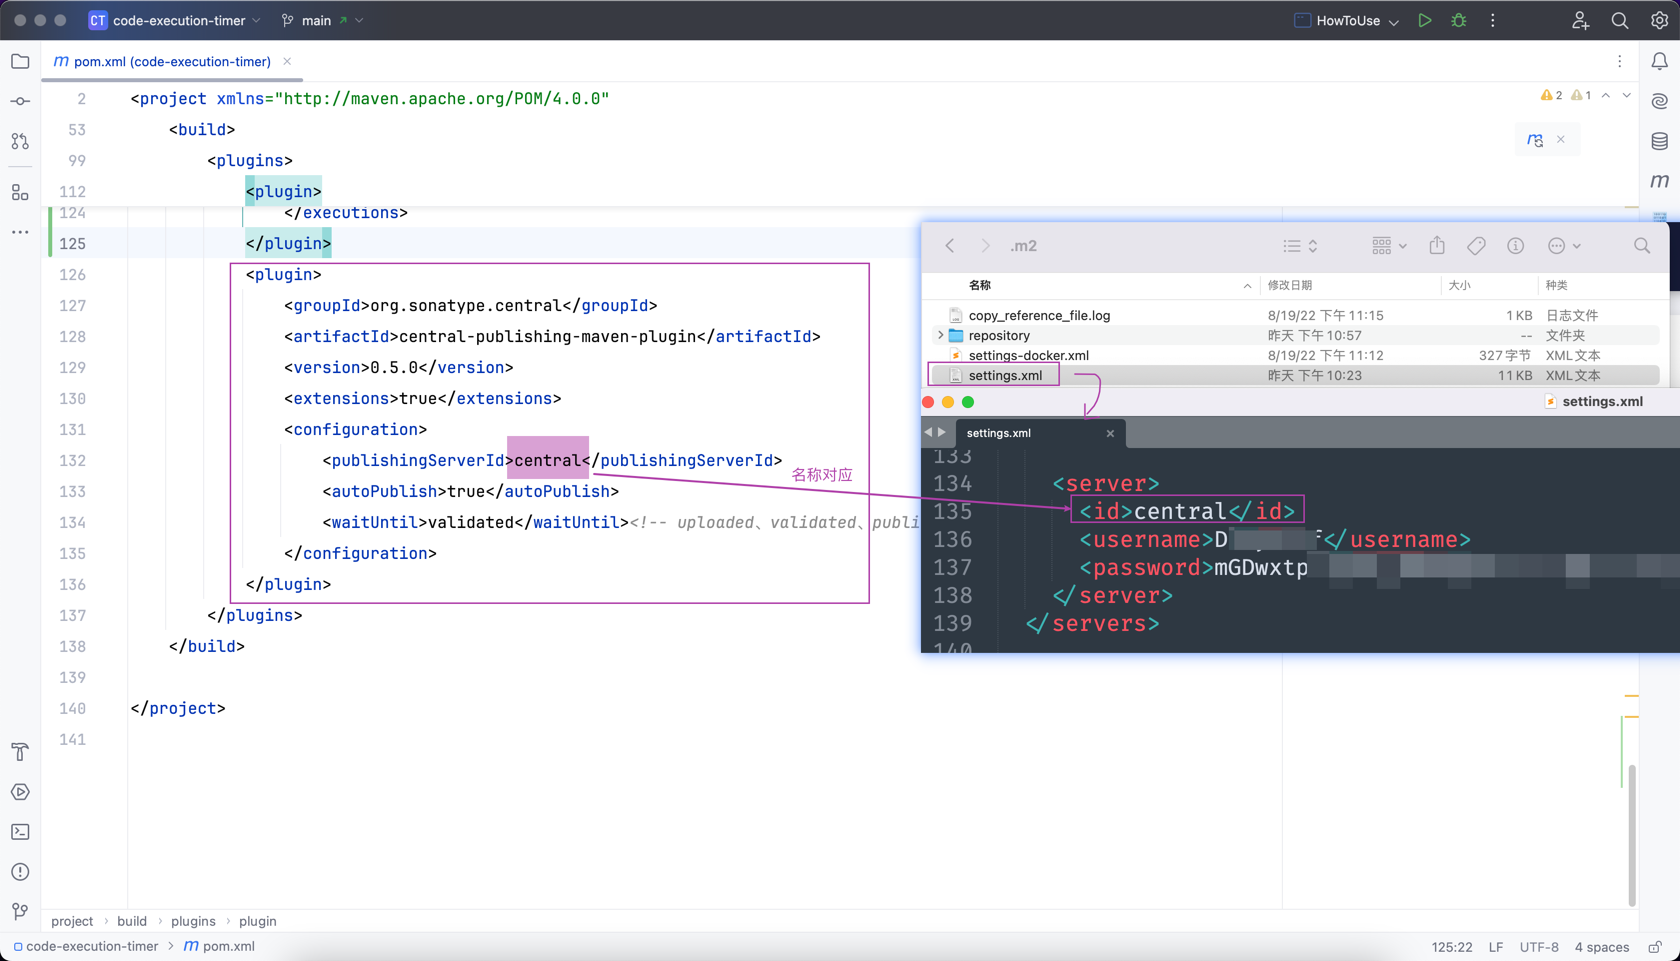 CT code-execution-timer main HowToUse
m pom.xml (code-execution-timer)
2 <project xmlns="http://maven.apache.org/POM/4.0.0"
2 1
53 <build>
99 <plugins>
112 <plugin>
124 </executions>
125 </plugin>
126 <plugin>
127 <groupId>org.sonatype.central</groupId>
128 <artifactId>central-publishing-maven-plugin</artifactId>
129 <version>0.5.0</version>
130 <extensions>true</extensions>
131 <configuration>
132 <publishingServerId>central</publishingServerId>
名称对应
133 <autoPublish>true</autoPublish>
134 <waitUntil>validated</waitUntil><!-- uploaded、validated、publi
135 </configuration>
136 </plugin>
137 </plugins>
138 </build>
139
140 </project>
141
.m2
名称 修改日期 大小 种类
copy_reference_file.log 8/19/22 下午 11:15 1 KB 日志文件
repository 昨天 下午 10:57 -- 文件夹
settings-docker.xml 8/19/22 下午 11:12 327 字节 XML文本
settings.xml 昨天 下午 10:23 11 KB XML文本
settings.xml
settings.xml
133
134 <server>
135 <id>central</id>
136 <username>D f</username>
137 <password>mGDwxtp
138 </server>
139 </servers>
140
project > build > plugins > plugin
code-execution-timer > m pom.xml
125:22 LF UTF-8 4 spaces